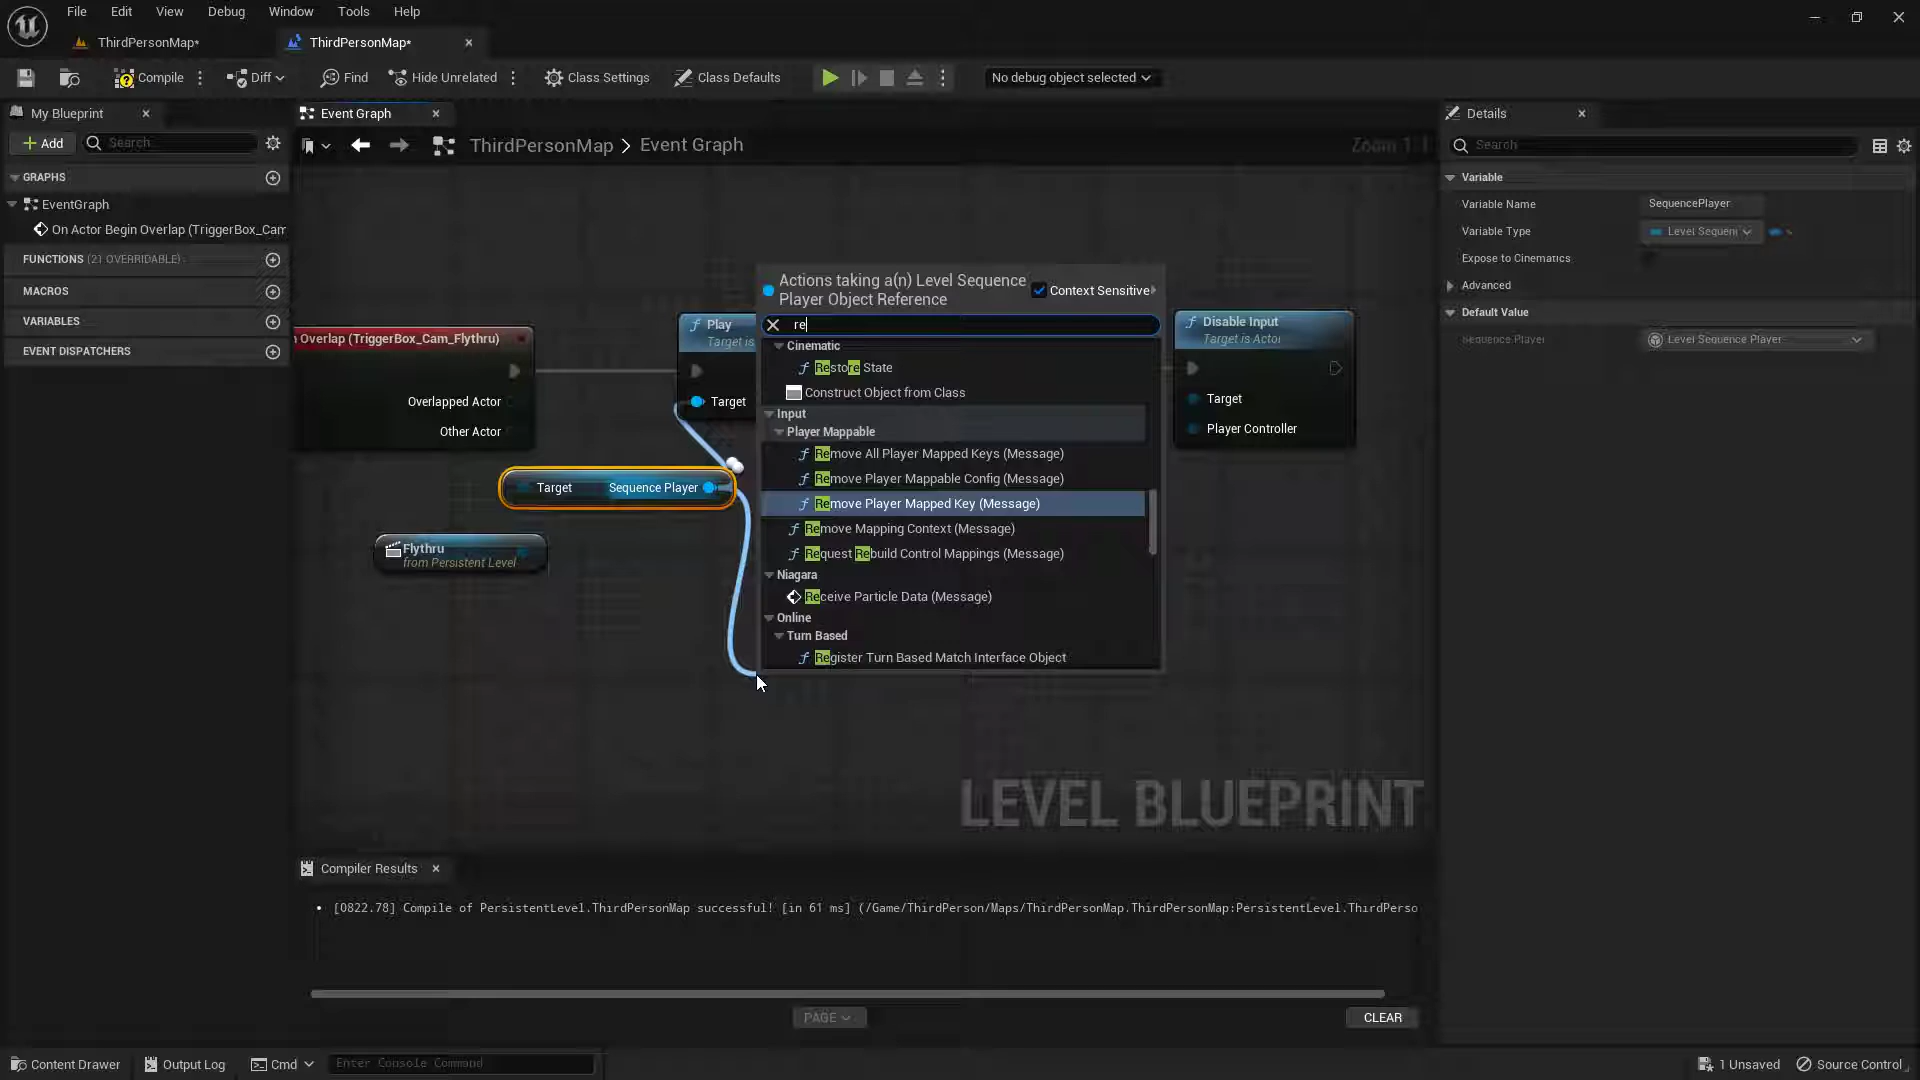 File Edit View Debug Window Tools Help
ThirdPersonMap* ThirdPersonMap*
Compile Diff Find Hide Unrelated Class Settings Class Defaults No debug object selected
My Blueprint Event Graph Details
Add Search ThirdPersonMap > Event Graph Zoom 1:1 Search
GRAPHS
EventGraph
On Actor Begin Overlap (TriggerBox_Cam
FUNCTIONS (21 OVERRIDABLE)
MACROS
VARIABLES
EVENT DISPATCHERS
n Overlap (TriggerBox_Cam_Flythru)
Overlapped Actor
Other Actor
Play
Target is
Target
Target Sequence Player
Flythru
from Persistent Level
Actions taking a(n) Level Sequence
Player Object Reference
Context Sensitive
re
Cinematic
Restore State
Construct Object from Class
Input
Player Mappable
Remove All Player Mapped Keys (Message)
Remove Player Mappable Config (Message)
Remove Player Mapped Key (Message)
Remove Mapping Context (Message)
Request Rebuild Control Mappings (Message)
Niagara
Receive Particle Data (Message)
Online
Turn Based
Register Turn Based Match Interface Object
Disable Input
Target is Actor
Target
Player Controller
LEVEL BLUEPRINT
Variable
Variable Name SequencePlayer
Variable Type Level Sequen
Expose to Cinematics
Advanced
Default Value
Sequence Player Level Sequence Player
Compiler Results
[0822.78] Compile of PersistentLevel.ThirdPersonMap successful! [in 61 ms] (/Game/ThirdPerson/Maps/ThirdPersonMap.ThirdPersonMap:PersistentLevel.ThirdPerso
PAGE CLEAR
Content Drawer Output Log Cmd Enter Console Command 1 Unsaved Source Control